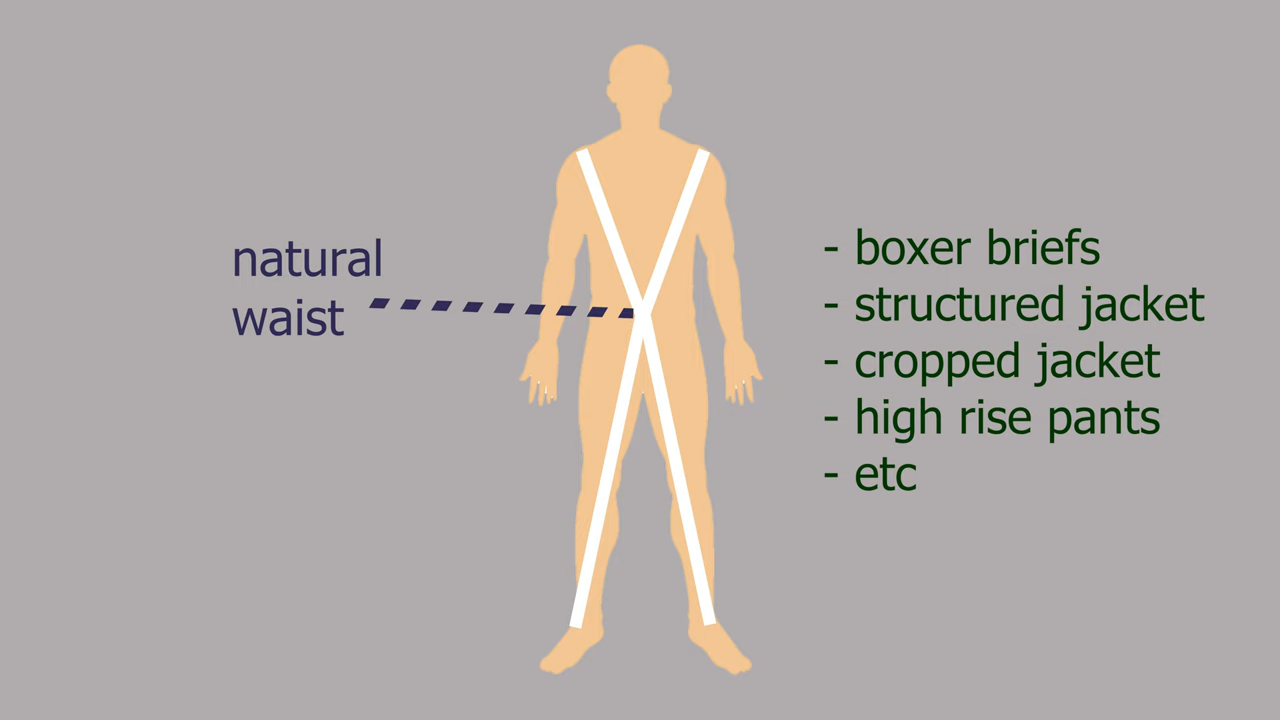 natural
waist
- boxer briefs
- structured jacket
- cropped jacket
- high rise pants
- etc